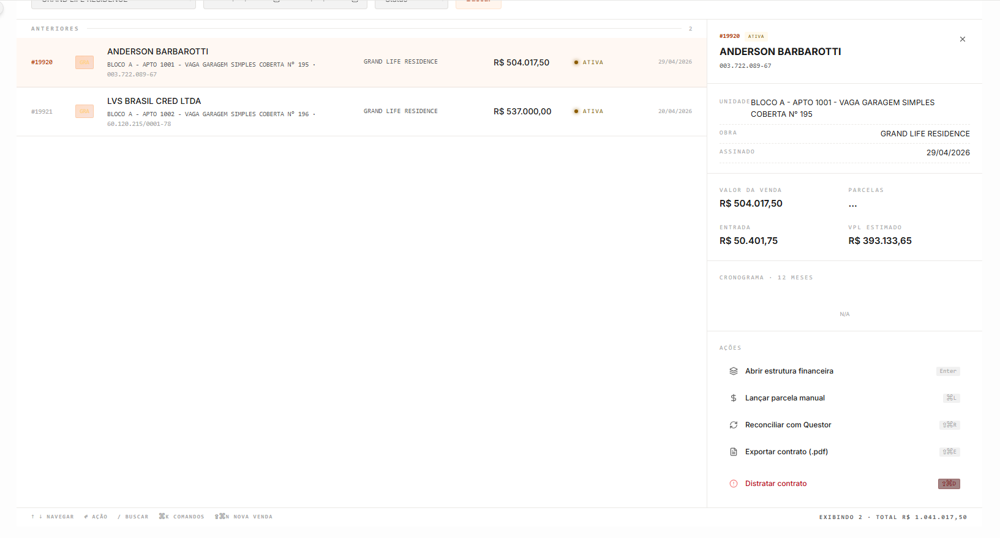 Buscar
ANTERIORES 2
#19920 GRA ANDERSON BARBAROTTI
BLOCO A - APTO 1001 - VAGA GARAGEM SIMPLES COBERTA Nº 195 ·
003.722.089-67
GRAND LIFE RESIDENCE R$ 504.017,50 ATIVA 29/04/2026
#19921 GRA LVS BRASIL CRED LTDA
BLOCO A - APTO 1002 - VAGA GARAGEM SIMPLES COBERTA Nº 196 ·
60.120.215/0001-78
GRAND LIFE RESIDENCE R$ 537.000,00 ATIVA 20/04/2026
#19920 ATIVA
ANDERSON BARBAROTTI
003.722.089-67
UNIDADE BLOCO A - APTO 1001 - VAGA GARAGEM SIMPLES
COBERTA Nº 195
OBRA GRAND LIFE RESIDENCE
ASSINADO 29/04/2026
VALOR DA VENDA PARCELAS
R$ 504.017,50 ...
ENTRADA VPL ESTIMADO
R$ 50.401,75 R$ 393.133,65
CRONOGRAMA · 12 MESES
N/A
AÇÕES
Abrir estrutura financeira Enter
Lançar parcela manual ⌘L
Reconciliar com Questor ⇧⌘R
Exportar contrato (.pdf) ⇧⌘E
Distratar contrato ⇧⌘D
↑ ↓ NAVEGAR ↵ AÇÃO / BUSCAR ⌘K COMANDOS ⇧⌘N NOVA VENDA
EXIBINDO 2 · TOTAL R$ 1.041.017,50